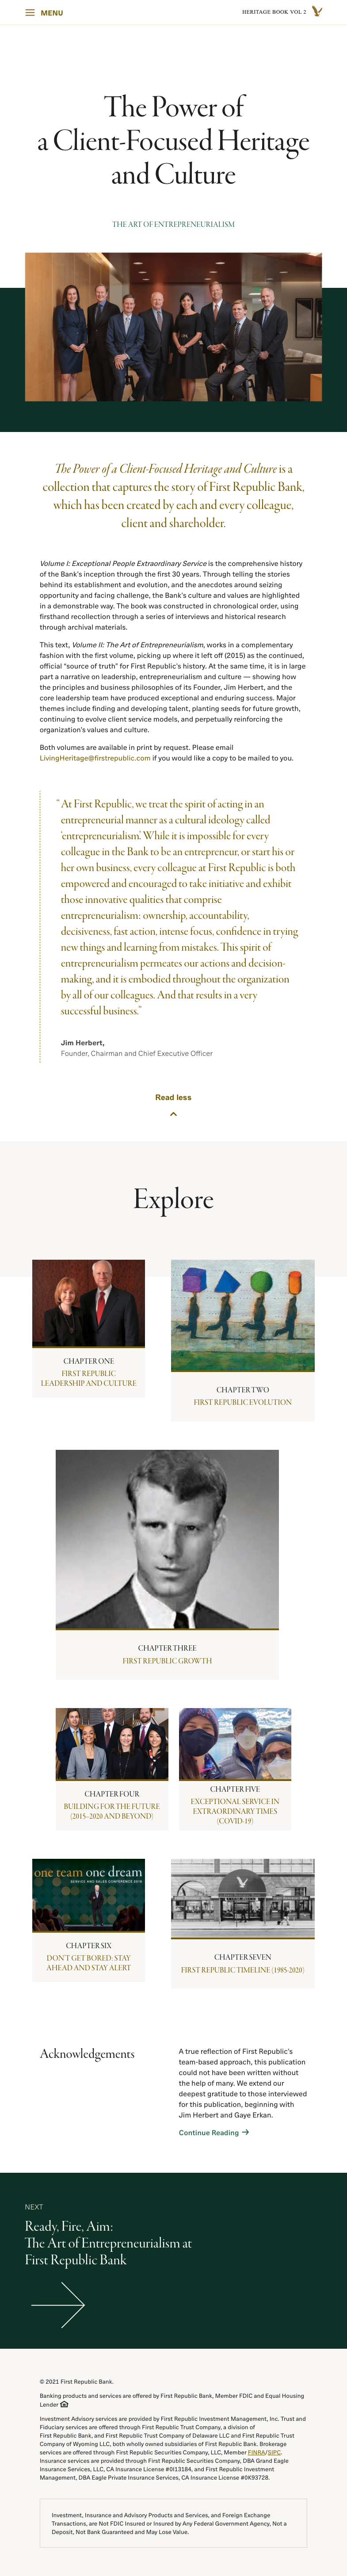 MENU
HERITAGE BOOK VOL 2
The Power of
a Client-Focused Heritage
and Culture
THE ART OF ENTREPRENEURIALISM
The Power of a Client-Focused Heritage and Culture is a
collection that captures the story of First Republic Bank,
which has been created by each and every colleague,
client and shareholder.
Volume I: Exceptional People Extraordinary Service is the comprehensive history
of the Bank's inception through the first 30 years. Through telling the stories
behind its establishment and evolution, and the anecdotes around seizing
opportunity and facing challenge, the Bank's culture and values are highlighted
in a demonstrable way. The book was constructed in chronological order, using
firsthand recollection through a series of interviews and historical research
through archival materials.
This text, Volume II: The Art of Entrepreneurialism, works in a complementary
fashion with the first volume, picking up where it left off (2015) as the continued,
official "source of truth" for First Republic's history. At the same time, it is in large
part a narrative on leadership, entrepreneurialism and culture — showing how
the principles and business philosophies of its Founder, Jim Herbert, and the
core leadership team have produced exceptional and enduring success. Major
themes include finding and developing talent, planting seeds for future growth,
continuing to evolve client service models, and perpetually reinforcing the
organization's values and culture.
Both volumes are available in print by request. Please email
LivingHeritage@firstrepublic.com if you would like a copy to be mailed to you.
"At First Republic, we treat the spirit of acting in an
entrepreneurial manner as a cultural ideology called
'entrepreneurialism.' While it is impossible for every
colleague in the Bank to be an entrepreneur, or start his or
her own business, every colleague at First Republic is both
empowered and encouraged to take initiative and exhibit
those innovative qualities that comprise
entrepreneurialism: ownership, accountability,
decisiveness, fast action, intense focus, confidence in trying
new things and learning from mistakes. This spirit of
entrepreneurialism permeates our actions and decision-
making, and it is embodied throughout the organization
by all of our colleagues. And that results in a very
successful business."
Jim Herbert,
Founder, Chairman and Chief Executive Officer
Read less
Explore
CHAPTER ONE
FIRST REPUBLIC
LEADERSHIP AND CULTURE
CHAPTER TWO
FIRST REPUBLIC EVOLUTION
CHAPTER THREE
FIRST REPUBLIC GROWTH
CHAPTER FOUR
BUILDING FOR THE FUTURE
(2015–2020 AND BEYOND)
CHAPTER FIVE
EXCEPTIONAL SERVICE IN
EXTRAORDINARY TIMES
(COVID-19)
one team one dream
SERVICE AND SALES CONFERENCE 2019
CHAPTER SIX
DON'T GET BORED: STAY
AHEAD AND STAY ALERT
CHAPTER SEVEN
FIRST REPUBLIC TIMELINE (1985-2020)
Acknowledgements
A true reflection of First Republic's
team-based approach, this publication
could not have been written without
the help of many. We extend our
deepest gratitude to those interviewed
for this publication, beginning with
Jim Herbert and Gaye Erkan.
Continue Reading →
NEXT
Ready, Fire, Aim:
The Art of Entrepreneurialism at
First Republic Bank
© 2021 First Republic Bank.
Banking products and services are offered by First Republic Bank, Member FDIC and Equal Housing
Lender
Investment Advisory services are provided by First Republic Investment Management, Inc. Trust and
Fiduciary services are offered through First Republic Trust Company, a division of
First Republic Bank, and First Republic Trust Company of Delaware LLC and First Republic Trust
Company of Wyoming LLC, both wholly owned subsidiaries of First Republic Bank. Brokerage
services are offered through First Republic Securities Company, LLC, Member FINRA/SIPC.
Insurance services are provided through First Republic Securities Company, DBA Grand Eagle
Insurance Services, LLC, CA Insurance License #0I13184, and First Republic Investment
Management, DBA Eagle Private Insurance Services, CA Insurance License #0K93728.
Investment, Insurance and Advisory Products and Services, and Foreign Exchange
Transactions, are Not FDIC Insured or Insured by Any Federal Government Agency, Not a
Deposit, Not Bank Guaranteed and May Lose Value.